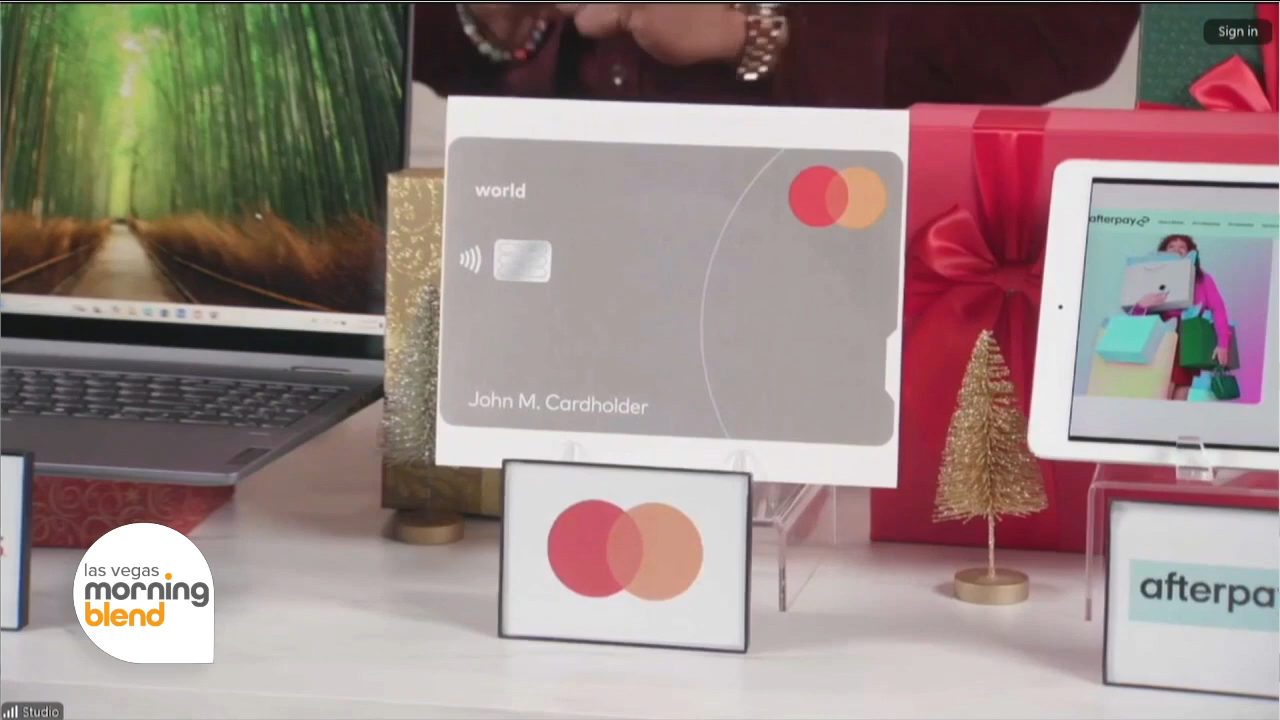 Sign in
world
John M. Cardholder
afterpay
las vegas
morning
blend
afterpa
Studio